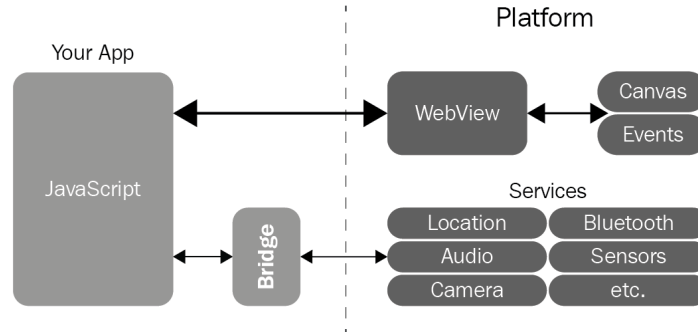 Platform
Your App
JavaScript
WebView
Canvas
Events
Bridge
Services
Location
Bluetooth
Audio
Sensors
Camera
etc.